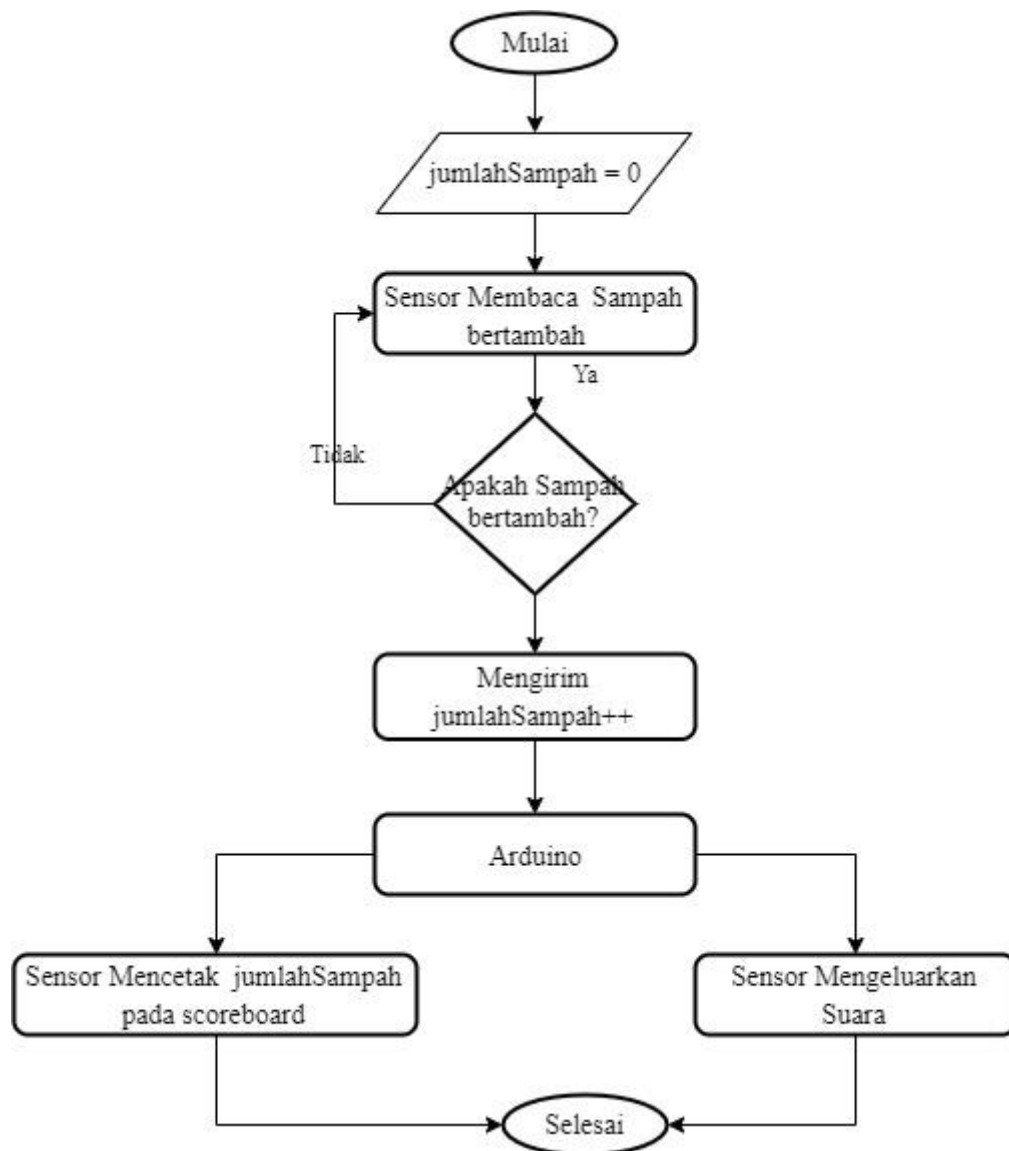 Mulai
jumlahSampah = 0
Sensor Membaca Sampah
bertambah
Ya
Tidak
Apakah Sampah
bertambah?
Mengirim
jumlahSampah++
Arduino
Sensor Mencetak jumlahSampah
pada scoreboard
Sensor Mengeluarkan
Suara
Selesai